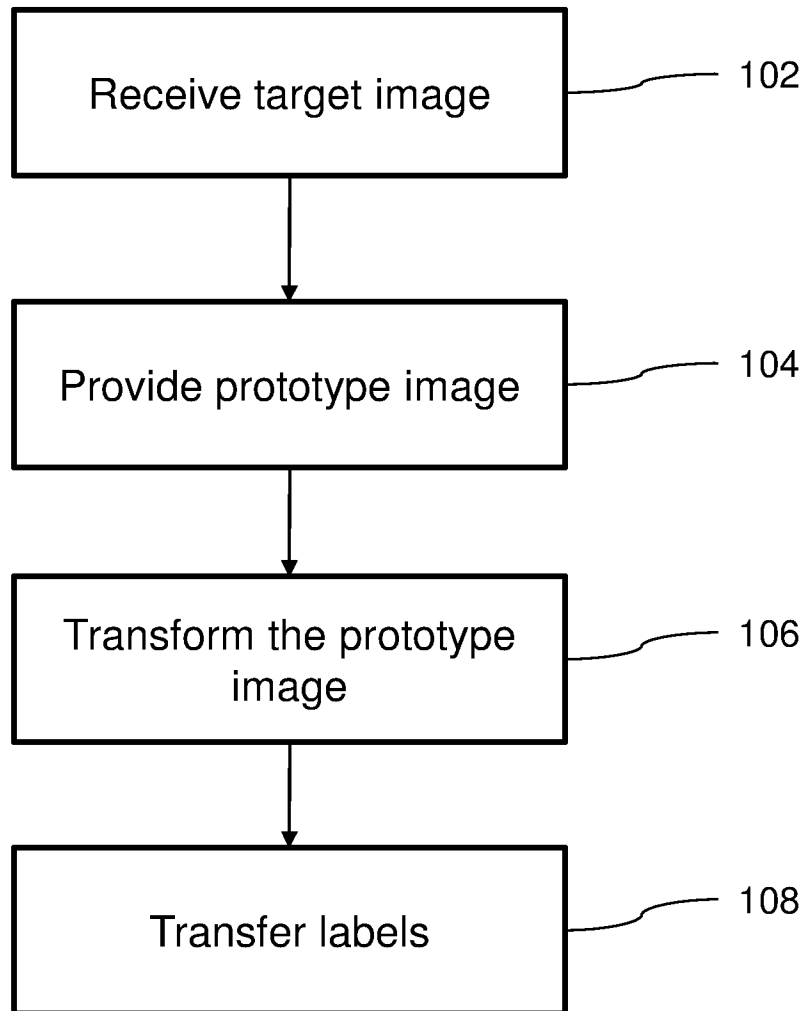 Receive target image
102
Provide prototype image
104
Transform the prototype
image
106
Transfer labels
108